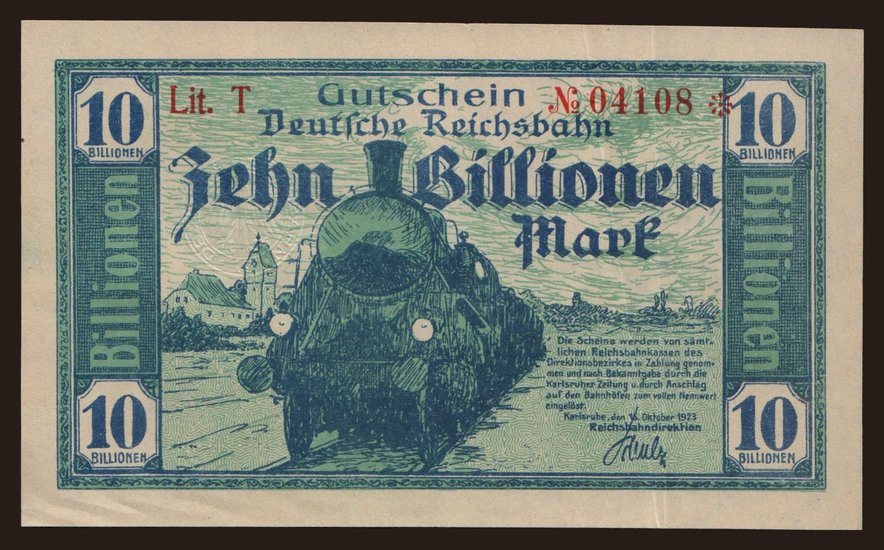 10
BILLIONEN
Lit. T
Gutschein
№ 04108 ✻
10
BILLIONEN
Deutsche Reichsbahn
Zehn Billionen
Mark
Billionen
Billionen
Die Scheine werden von sämt-
lichen Reichsbahnkassen des
Direktionsbezirkes in Zahlung genom-
men und nach Bekanntgabe durch die
Karlsruher Zeitung u. durch Anschlag
auf den Bahnhöfen zum vollen Nennwert
eingelöst.
Karlsruhe, den 16. Oktober 1923
Reichsbahndirektion
Schulz
10
BILLIONEN
10
BILLIONEN